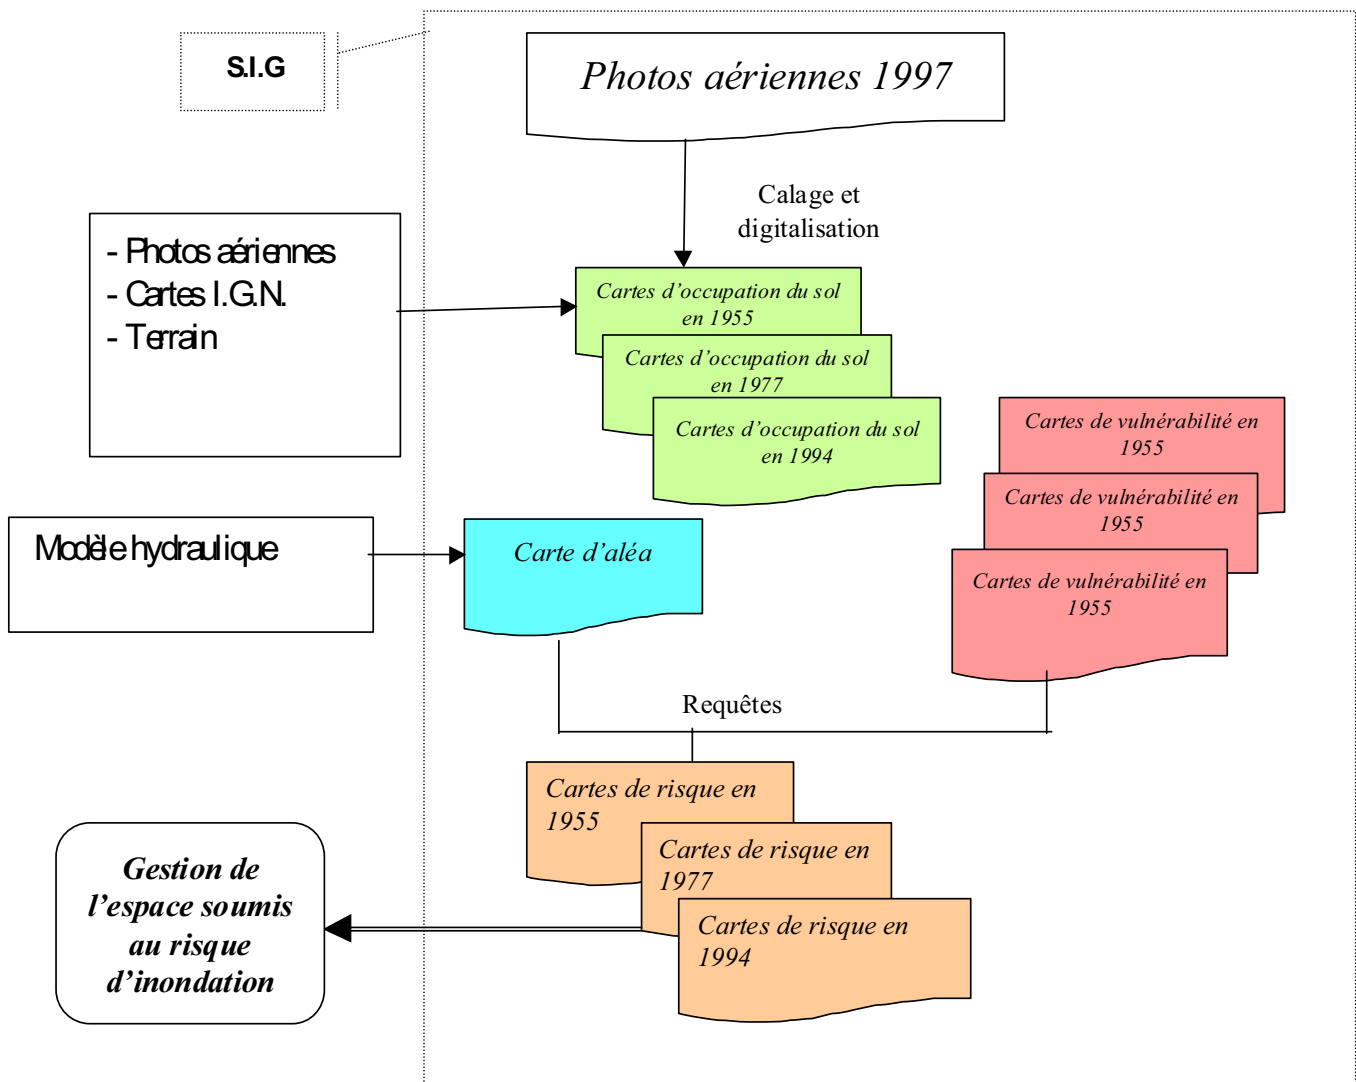 S.I.G
Photos aériennes 1997
Calage et
digitalisation
- Photos aériennes
- Cartes I.G.N.
- Terrain
Cartes d'occupation du sol
en 1955
Cartes d'occupation du sol
en 1977
Cartes d'occupation du sol
en 1994
Cartes de vulnérabilité en
1955
Cartes de vulnérabilité en
1955
Cartes de vulnérabilité en
1955
Modèle hydraulique
Carte d'aléa
Requêtes
Cartes de risque en
1955
Cartes de risque en
1977
Cartes de risque en
1994
Gestion de
l'espace soumis
au risque
d'inondation